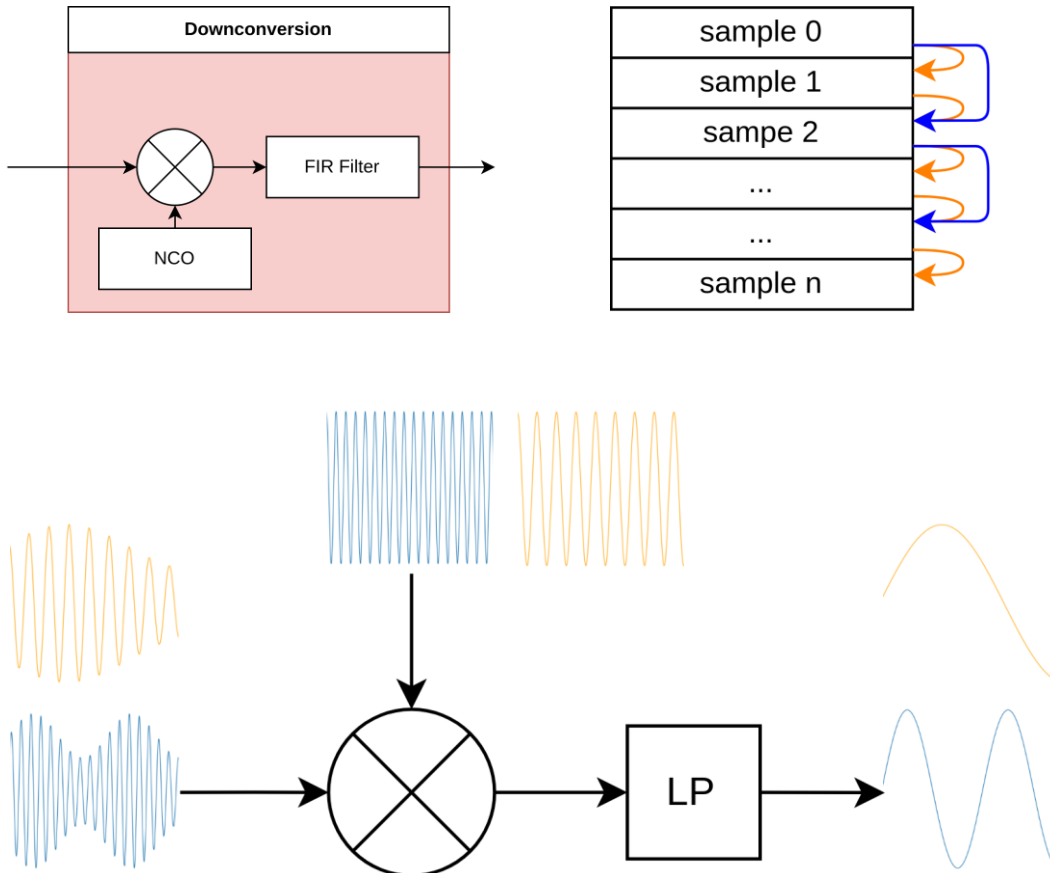 Downconversion
FIR Filter
NCO
sample 0
sample 1
sampe 2
...
...
sample n
LP